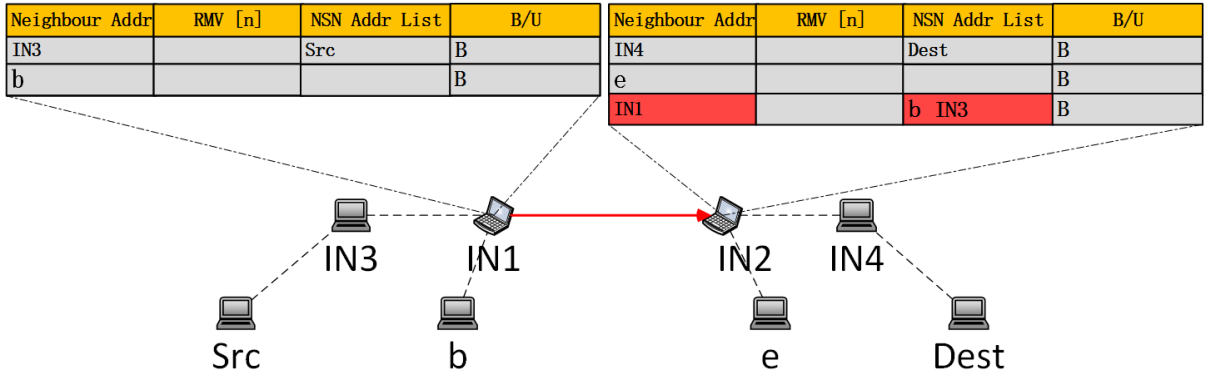 Neighbour Addr RMV [n] NSN Addr List B/U
IN3 Src B
b B
Neighbour Addr RMV [n] NSN Addr List B/U
IN4 Dest B
e B
IN1 b IN3 B
IN3 IN1 IN2 IN4
Src b e Dest